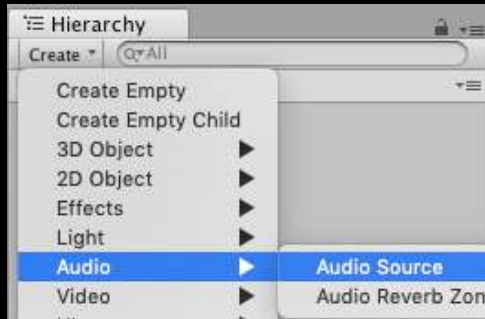 Hierarchy
Create All
Create Empty
Create Empty Child
3D Object
2D Object
Effects
Light
Audio
Audio Source
Video
Audio Reverb Zon